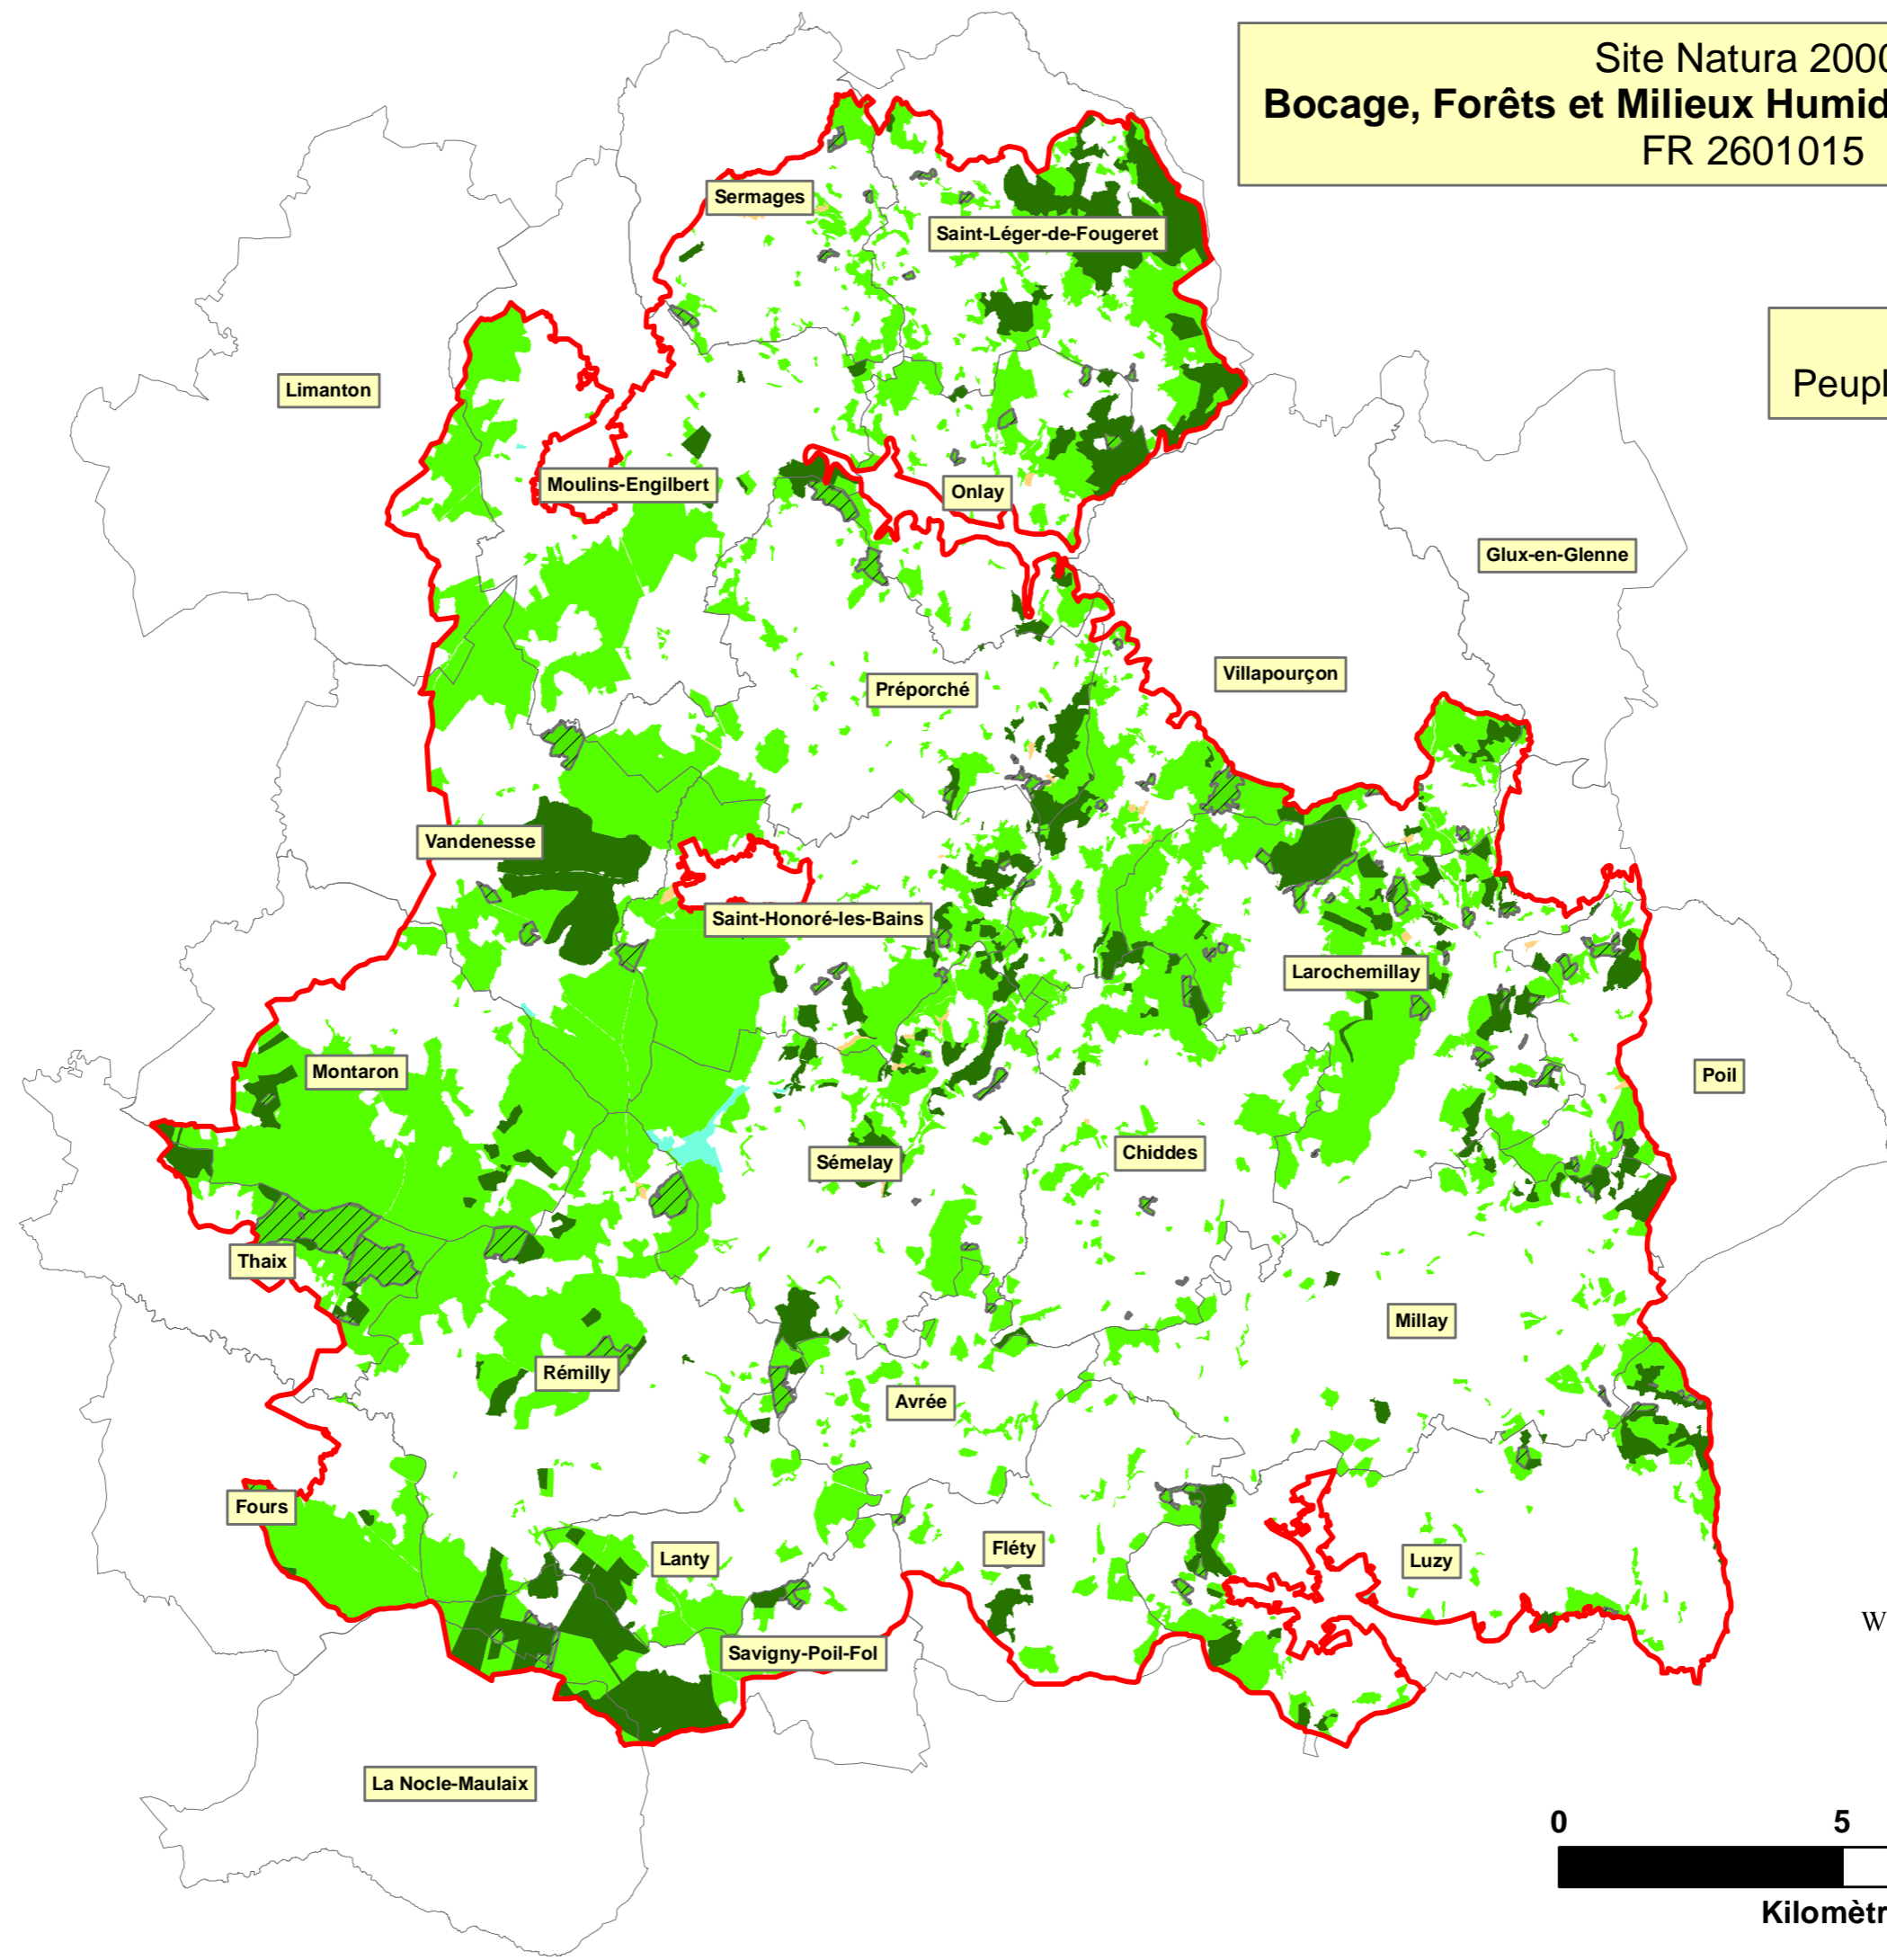 Site Natura 2000
Bocage, Forêts et Milieux Humid
FR 2601015
Peupl
Sermages
Saint-Léger-de-Fougeret
Limanton
Moulins-Engilbert
Onlay
Glux-en-Glenne
Villapourçon
Préporché
Vandenesse
Saint-Honoré-les-Bains
Larochemillay
Montaron
Poil
Chiddes
Sémelay
Thaix
Millay
Rémilly
Avrée
Fours
Fléty
Lanty
Luzy
W
Savigny-Poil-Fol
La Nocle-Maulaix
0 5
Kilomètr